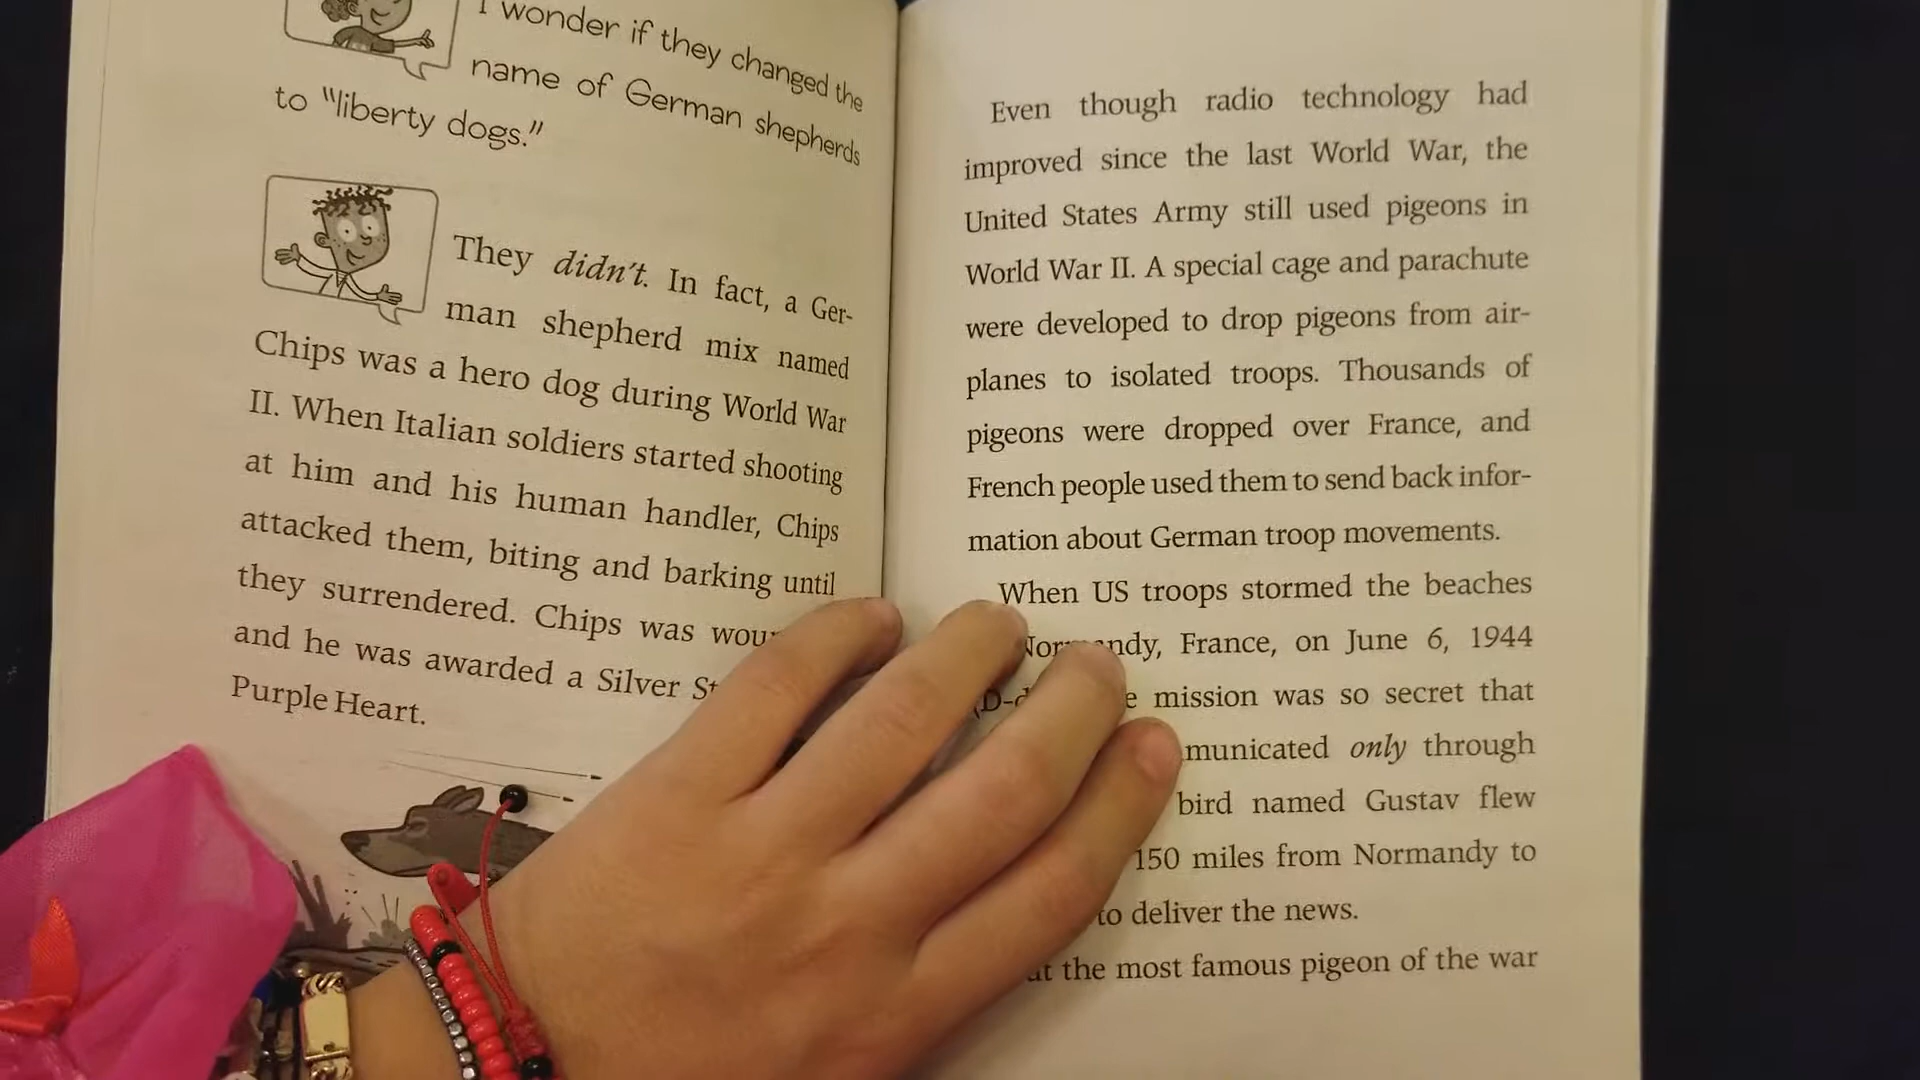 I wonder if they changed the
name of German shepherds
to "liberty dogs."
They didn't. In fact, a Ger-
man shepherd mix named
Chips was a hero dog during World War
II. When Italian soldiers started shooting
at him and his human handler, Chips
attacked them, biting and barking until
they surrendered. Chips was
and he was awarded a Silver
Purple Heart.
Even though radio technology had
improved since the last World War, the
United States Army still used pigeons in
World War II. A special cage and parachute
were developed to drop pigeons from air-
planes to isolated troops. Thousands of
pigeons were dropped over France, and
French people used them to send back infor-
mation about German troop movements.
When US troops stormed the beaches
Normandy, France, on June 6, 1944
mission was so secret that
municated only through
bird named Gustav flew
150 miles from Normandy to
to deliver the news.
the most famous pigeon of the war